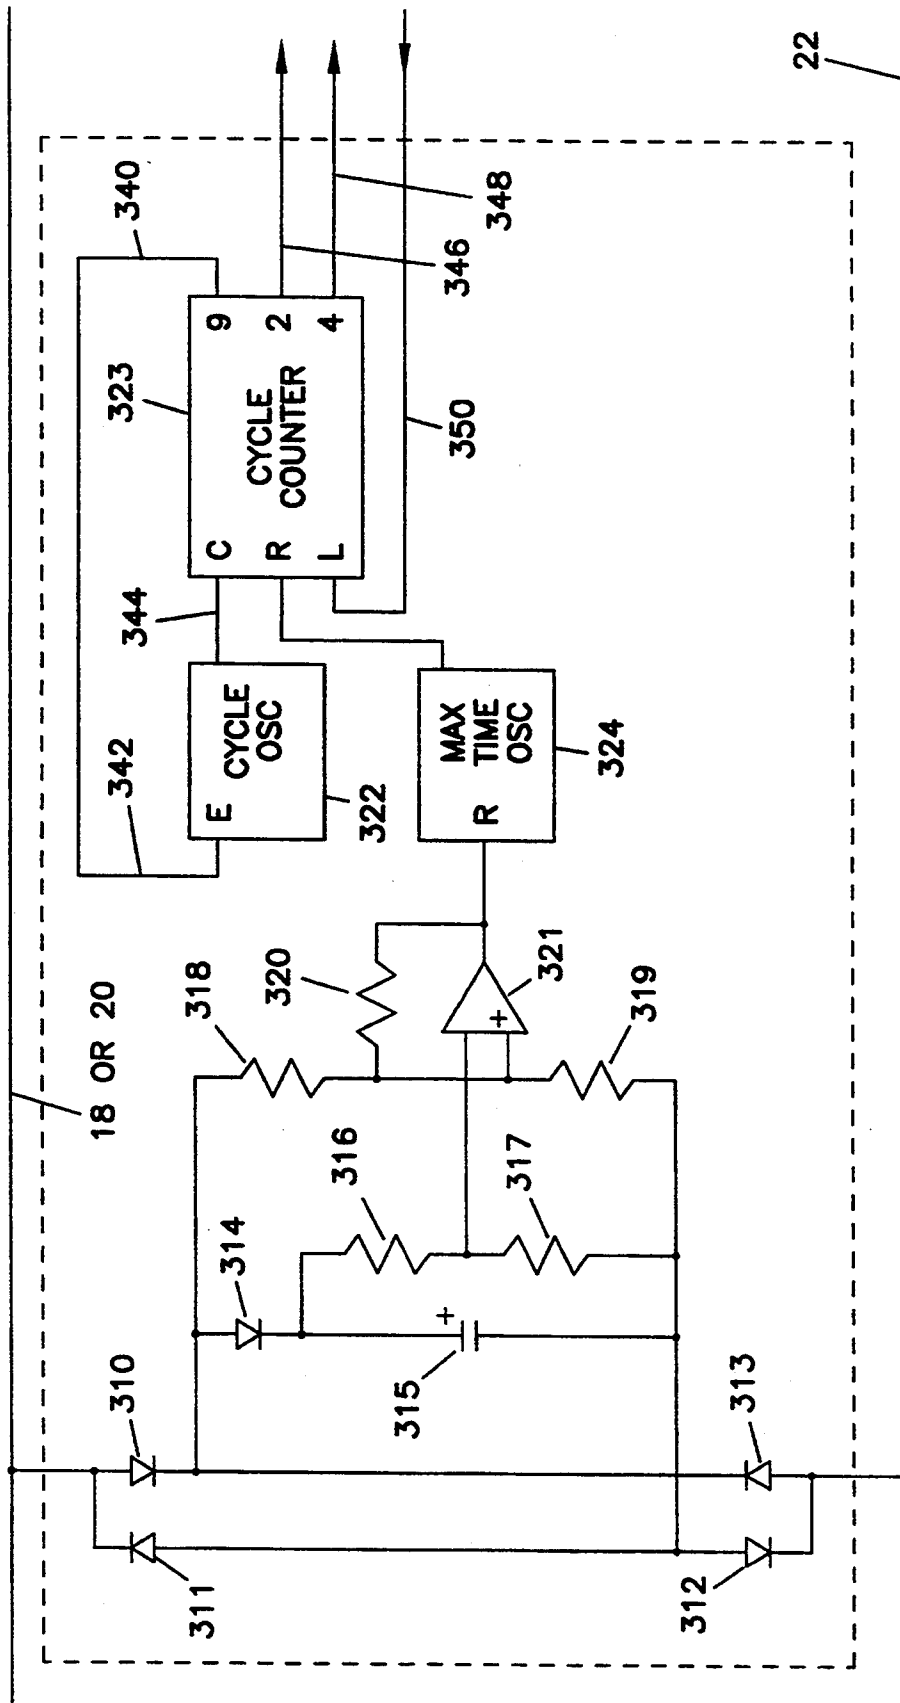 18 OR 20
22
310
311
312
313
314
315
+
316
317
318
319
320
321
+
342
340
344
323
E
CYCLE
OSC
322
C
R
L
CYCLE
COUNTER
9
2
4
R
MAX
TIME
OSC
324
346
348
350